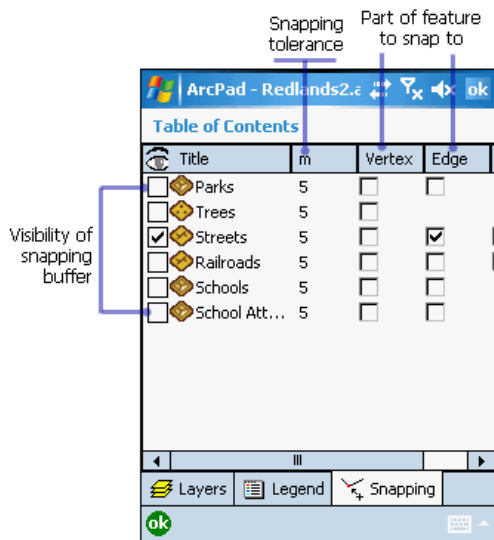 Snapping tolerance
Part of feature to snap to
ArcPad - Redlands2.a ok
Table of Contents
Title m Vertex Edge
Parks 5
Trees 5
Streets 5
Railroads 5
Schools 5
School Att... 5
Visibility of snapping buffer
Layers Legend Snapping
ok